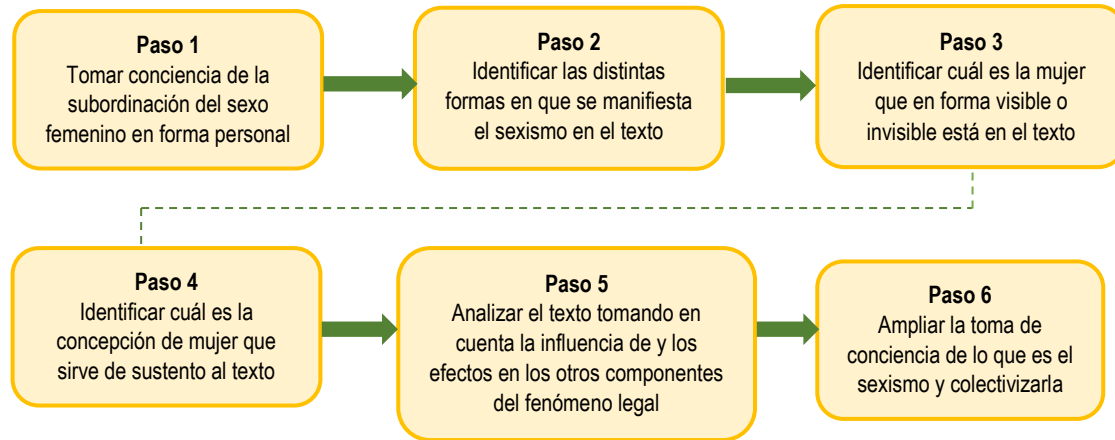 Paso 1
Tomar conciencia de la
subordinación del sexo
femenino en forma personal
Paso 2
Identificar las distintas
formas en que se manifiesta
el sexismo en el texto
Paso 3
Identificar cuál es la mujer
que en forma visible o
invisible está en el texto
Paso 4
Identificar cuál es la
concepción de mujer que
sirve de sustento al texto
Paso 5
Analizar el texto tomando en
cuenta la influencia de y los
efectos en los otros componentes
del fenómeno legal
Paso 6
Ampliar la toma de
conciencia de lo que es el
sexismo y colectivizarla